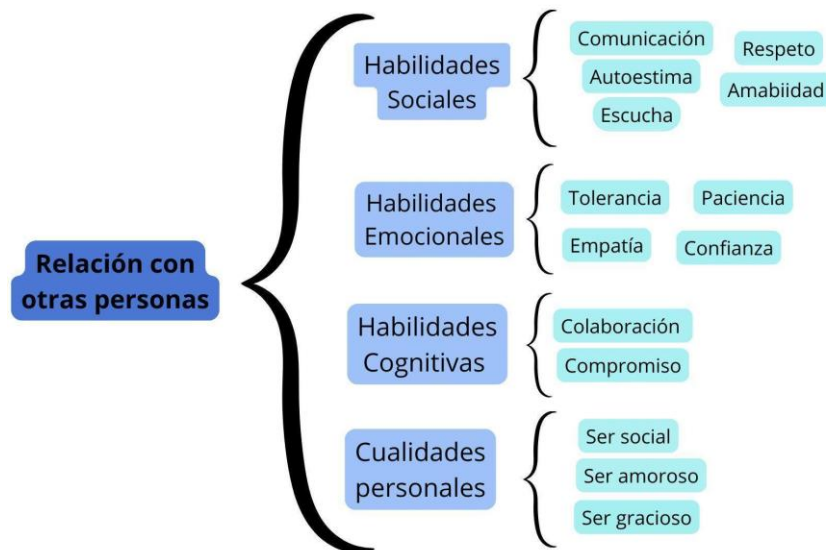 Relación con
otras personas
Habilidades
Sociales
Comunicación
Respeto
Autoestima
Amabiidad
Escucha
Habilidades
Emocionales
Tolerancia
Paciencia
Empatía
Confianza
Habilidades
Cognitivas
Colaboración
Compromiso
Cualidades
personales
Ser social
Ser amoroso
Ser gracioso